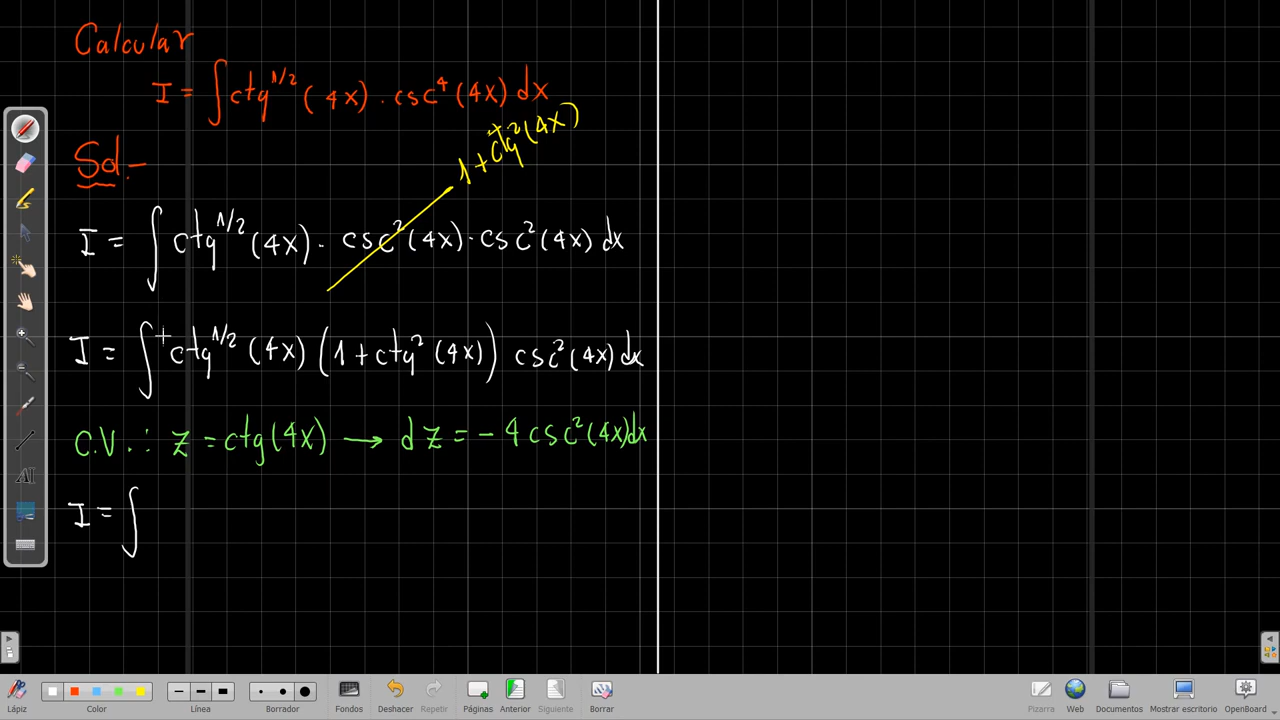 Calcular
I = ∫ ctg^1/2 (4x) . csc^4 (4x) dx
1 + ctg^2 (4x)
Sol.-
I = ∫ ctg^1/2 (4x) · csc^2 (4x) · csc^2 (4x) dx
I = ∫ ctg^1/2 (4x) (1 + ctg^2 (4x)) csc^2 (4x) dx
C.V. ∴ z = ctg(4x) → dz = - 4 csc^2 (4x) dx
I = ∫
Lápiz Color Línea Borrador Fondos Deshacer Repetir Páginas Anterior Siguiente Borrar Pizarra Web Documentos Mostrar escritorio OpenBoard